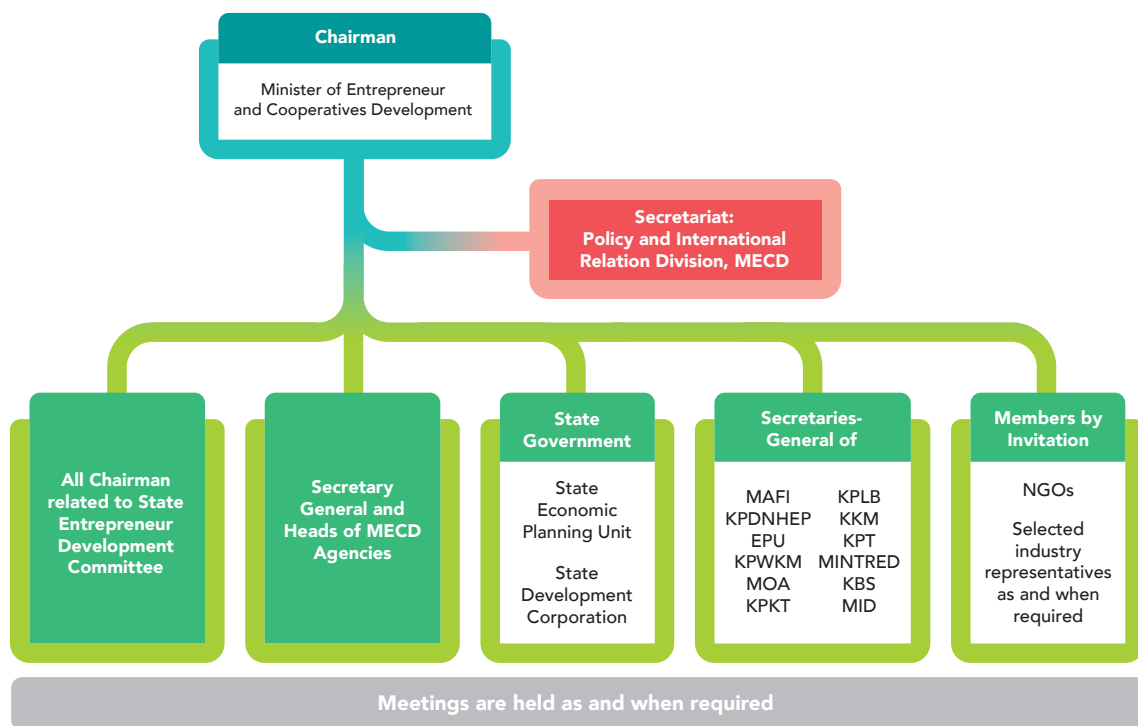 Chairman
Minister of Entrepreneur
and Cooperatives Development
Secretariat:
Policy and International
Relation Division, MECD
All Chairman
related to State
Entrepreneur
Development
Committee
Secretary
General and
Heads of MECD
Agencies
State
Government
State
Economic
Planning Unit
State
Development
Corporation
Secretaries-
General of
MAFI
KPDNHEP
EPU
KPWKM
MOA
KPKT
KPLB
KKM
KPT
MINTRED
KBS
MID
Members by
Invitation
NGOs
Selected
industry
representatives
as and when
required
Meetings are held as and when required